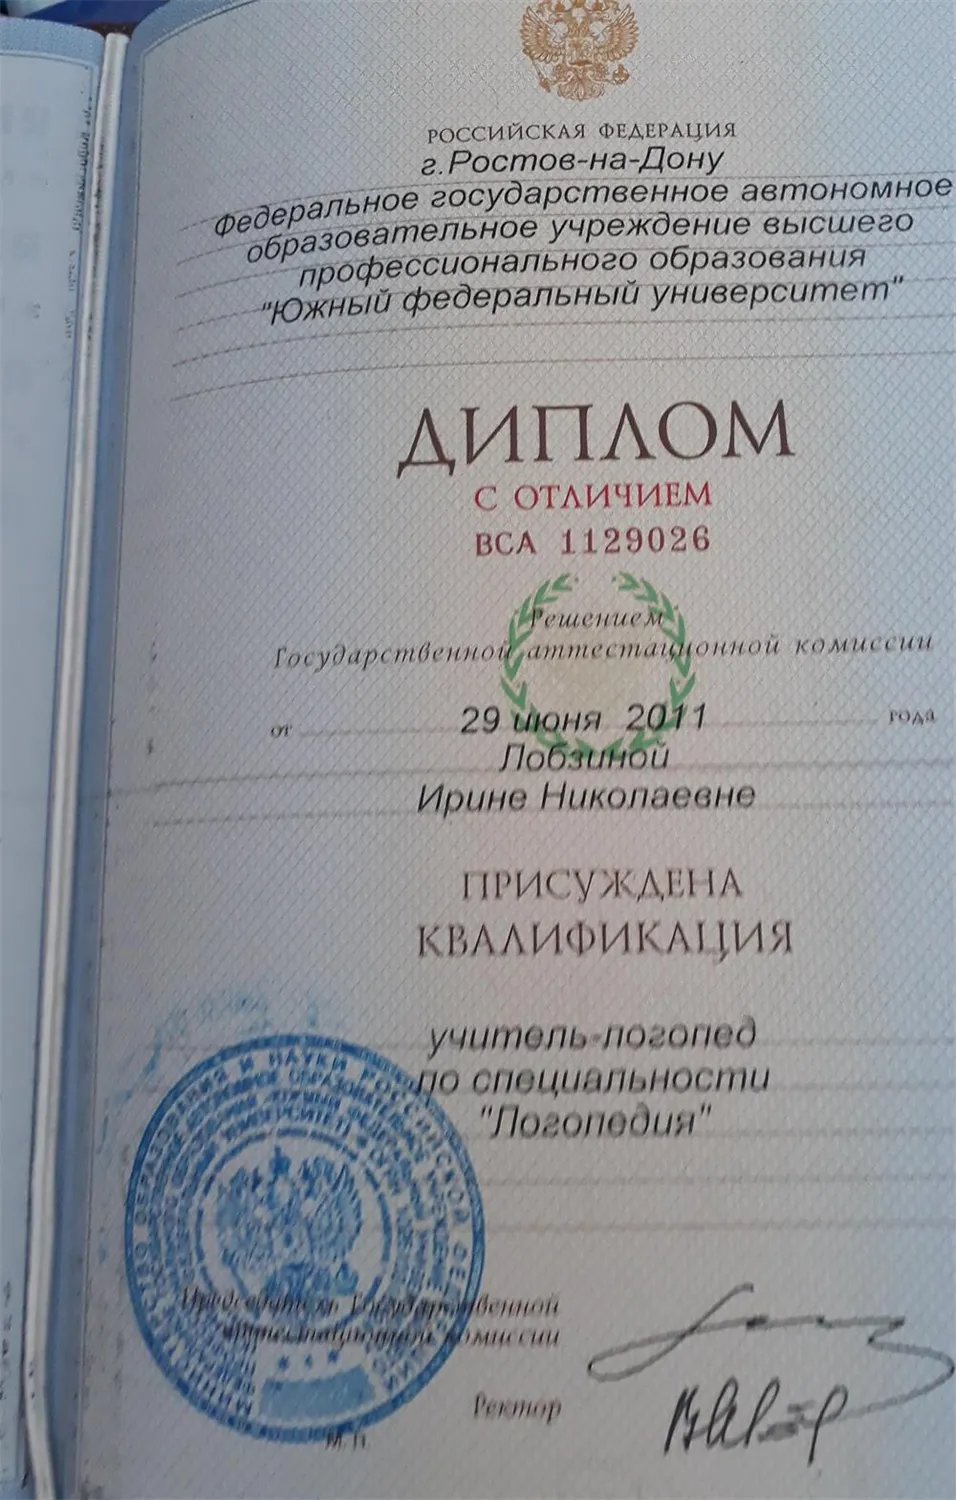 РОССИЙСКАЯ ФЕДЕРАЦИЯ
г.Ростов-на-Дону
Федеральное государственное автономное
образовательное учреждение высшего
профессионального образования
"Южный федеральный университет"
ДИПЛОМ
С ОТЛИЧИЕМ
ВСА 1129026
Решением
Государственной аттестационной комиссии
от 29 июня 2011 года
Лобзиной
Ирине Николаевне
ПРИСУЖДЕНА
КВАЛИФИКАЦИЯ
учитель-логопед
по специальности
"Логопедия"
Председатель Государственной
аттестационной комиссии
Ректор
М.П.